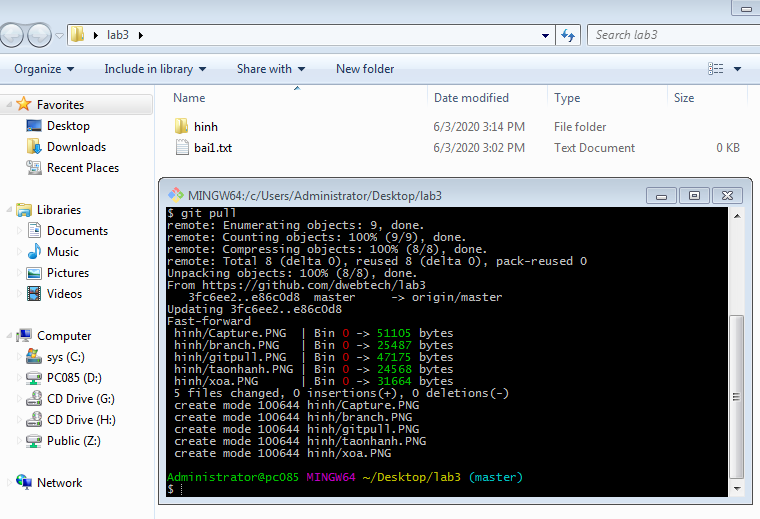 lab3
Search lab3
Organize Include in library Share with New folder
Name Date modified Type Size
hinh 6/3/2020 3:14 PM File folder
bai1.txt 6/3/2020 3:02 PM Text Document 0 KB
Favorites
Desktop
Downloads
Recent Places
Libraries
Documents
Music
Pictures
Videos
Computer
sys (C:)
PC085 (D:)
CD Drive (G:)
CD Drive (H:)
Public (Z:)
Network
MINGW64:/c/Users/Administrator/Desktop/lab3
$ git pull
remote: Enumerating objects: 9, done.
remote: Counting objects: 100% (9/9), done.
remote: Compressing objects: 100% (8/8), done.
remote: Total 8 (delta 0), reused 8 (delta 0), pack-reused 0
Unpacking objects: 100% (8/8), done.
From https://github.com/dwebtech/lab3
3fc6ee2..e86c0d8 master -> origin/master
Updating 3fc6ee2..e86c0d8
Fast-forward
hinh/Capture.PNG | Bin 0 -> 51105 bytes
hinh/branch.PNG | Bin 0 -> 25487 bytes
hinh/gitpull.PNG | Bin 0 -> 47175 bytes
hinh/taonhanh.PNG | Bin 0 -> 24568 bytes
hinh/xoa.PNG | Bin 0 -> 31664 bytes
5 files changed, 0 insertions(+), 0 deletions(-)
create mode 100644 hinh/Capture.PNG
create mode 100644 hinh/branch.PNG
create mode 100644 hinh/gitpull.PNG
create mode 100644 hinh/taonhanh.PNG
create mode 100644 hinh/xoa.PNG
Administrator@pc085 MINGW64 ~/Desktop/lab3 (master)
$